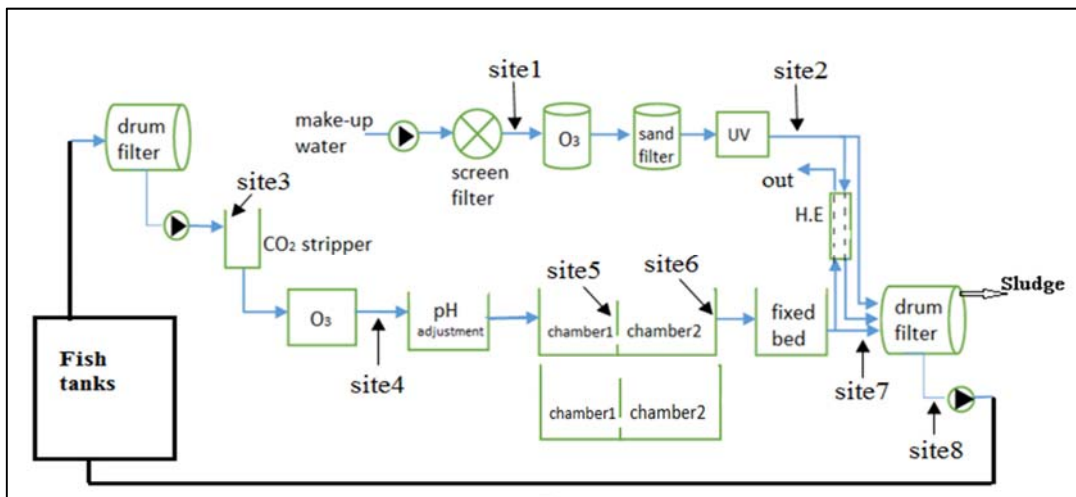 site1
site2
make-up
water
screen
filter
O₃
sand
filter
UV
drum
filter
site3
CO₂ stripper
out
H.E
Fish
tanks
O₃
site4
pH
adjustment
site5
site6
chamber1
chamber2
chamber1
chamber2
fixed
bed
site7
drum
filter
Sludge
site8